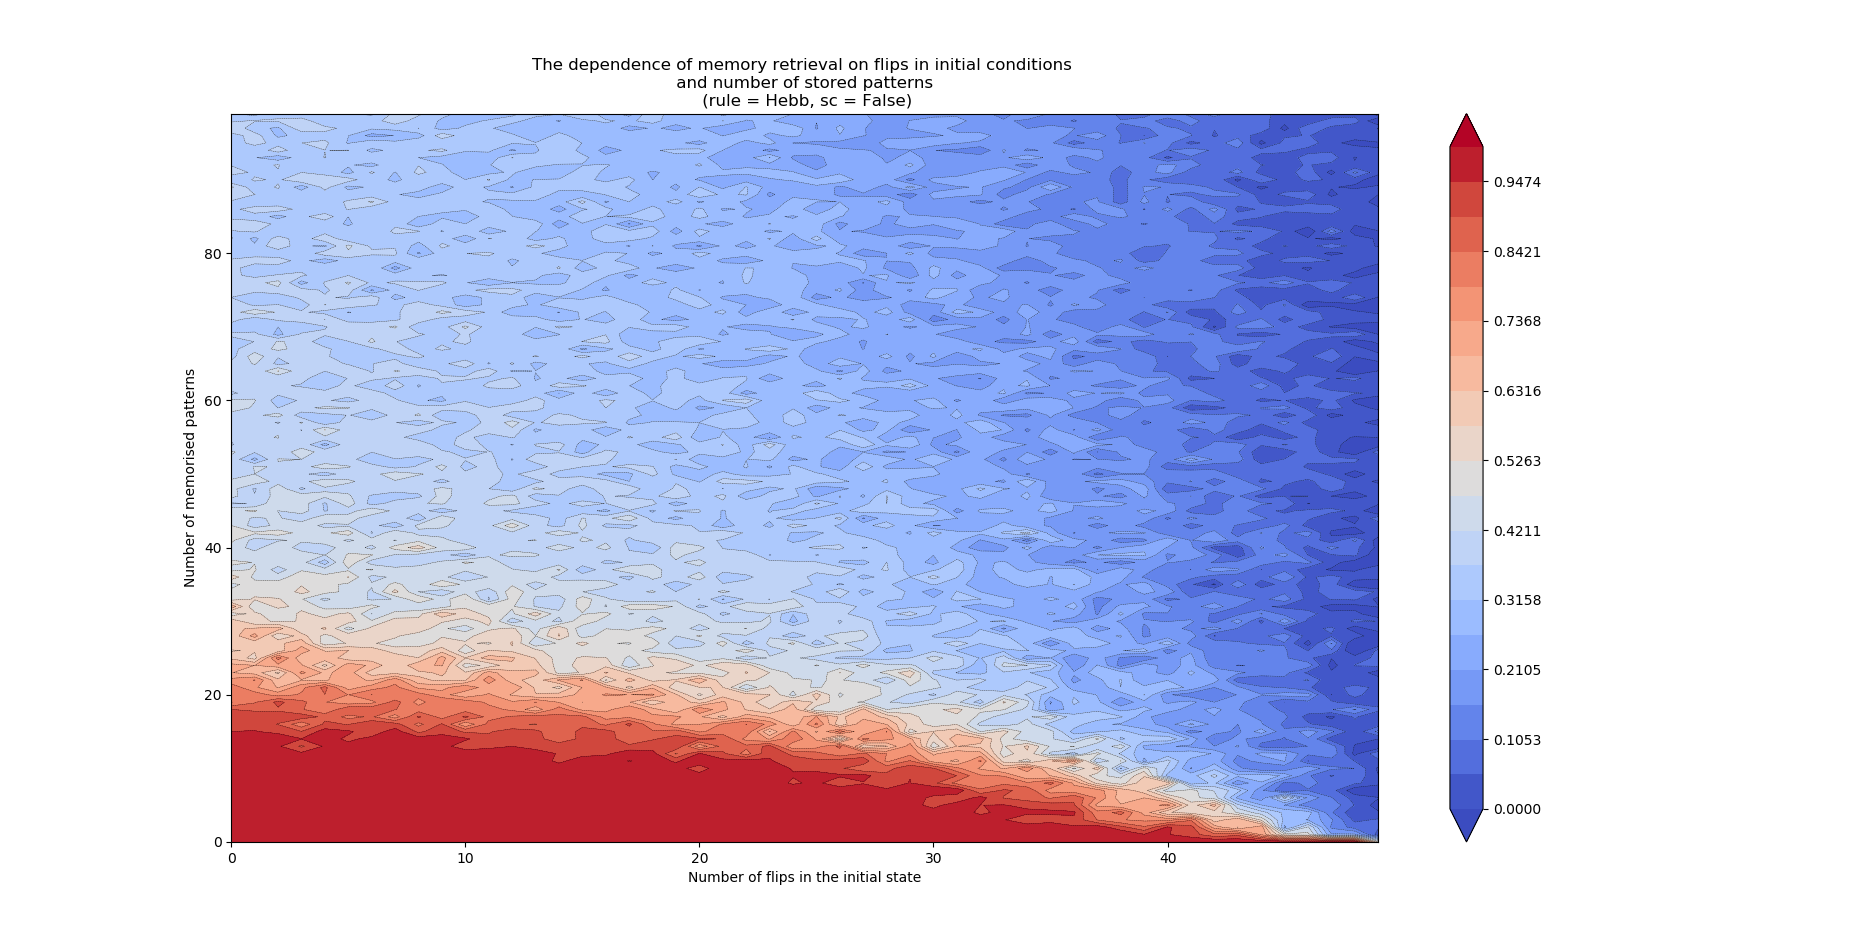 The dependence of memory retrieval on flips in initial conditions
and number of stored patterns
(rule = Hebb, sc = False)
Number of memorised patterns
80
60
40
20
0
0 10 20 30 40
Number of flips in the initial state
0.9474
0.8421
0.7368
0.6316
0.5263
0.4211
0.3158
0.2105
0.1053
0.0000